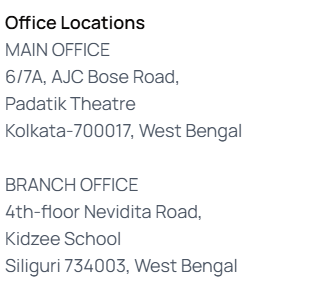 Office Locations
MAIN OFFICE
6/7A, AJC Bose Road,
Padatik Theatre
Kolkata-700017, West Bengal
BRANCH OFFICE
4th-floor Nevidita Road,
Kidzee School
Siliguri 734003, West Bengal